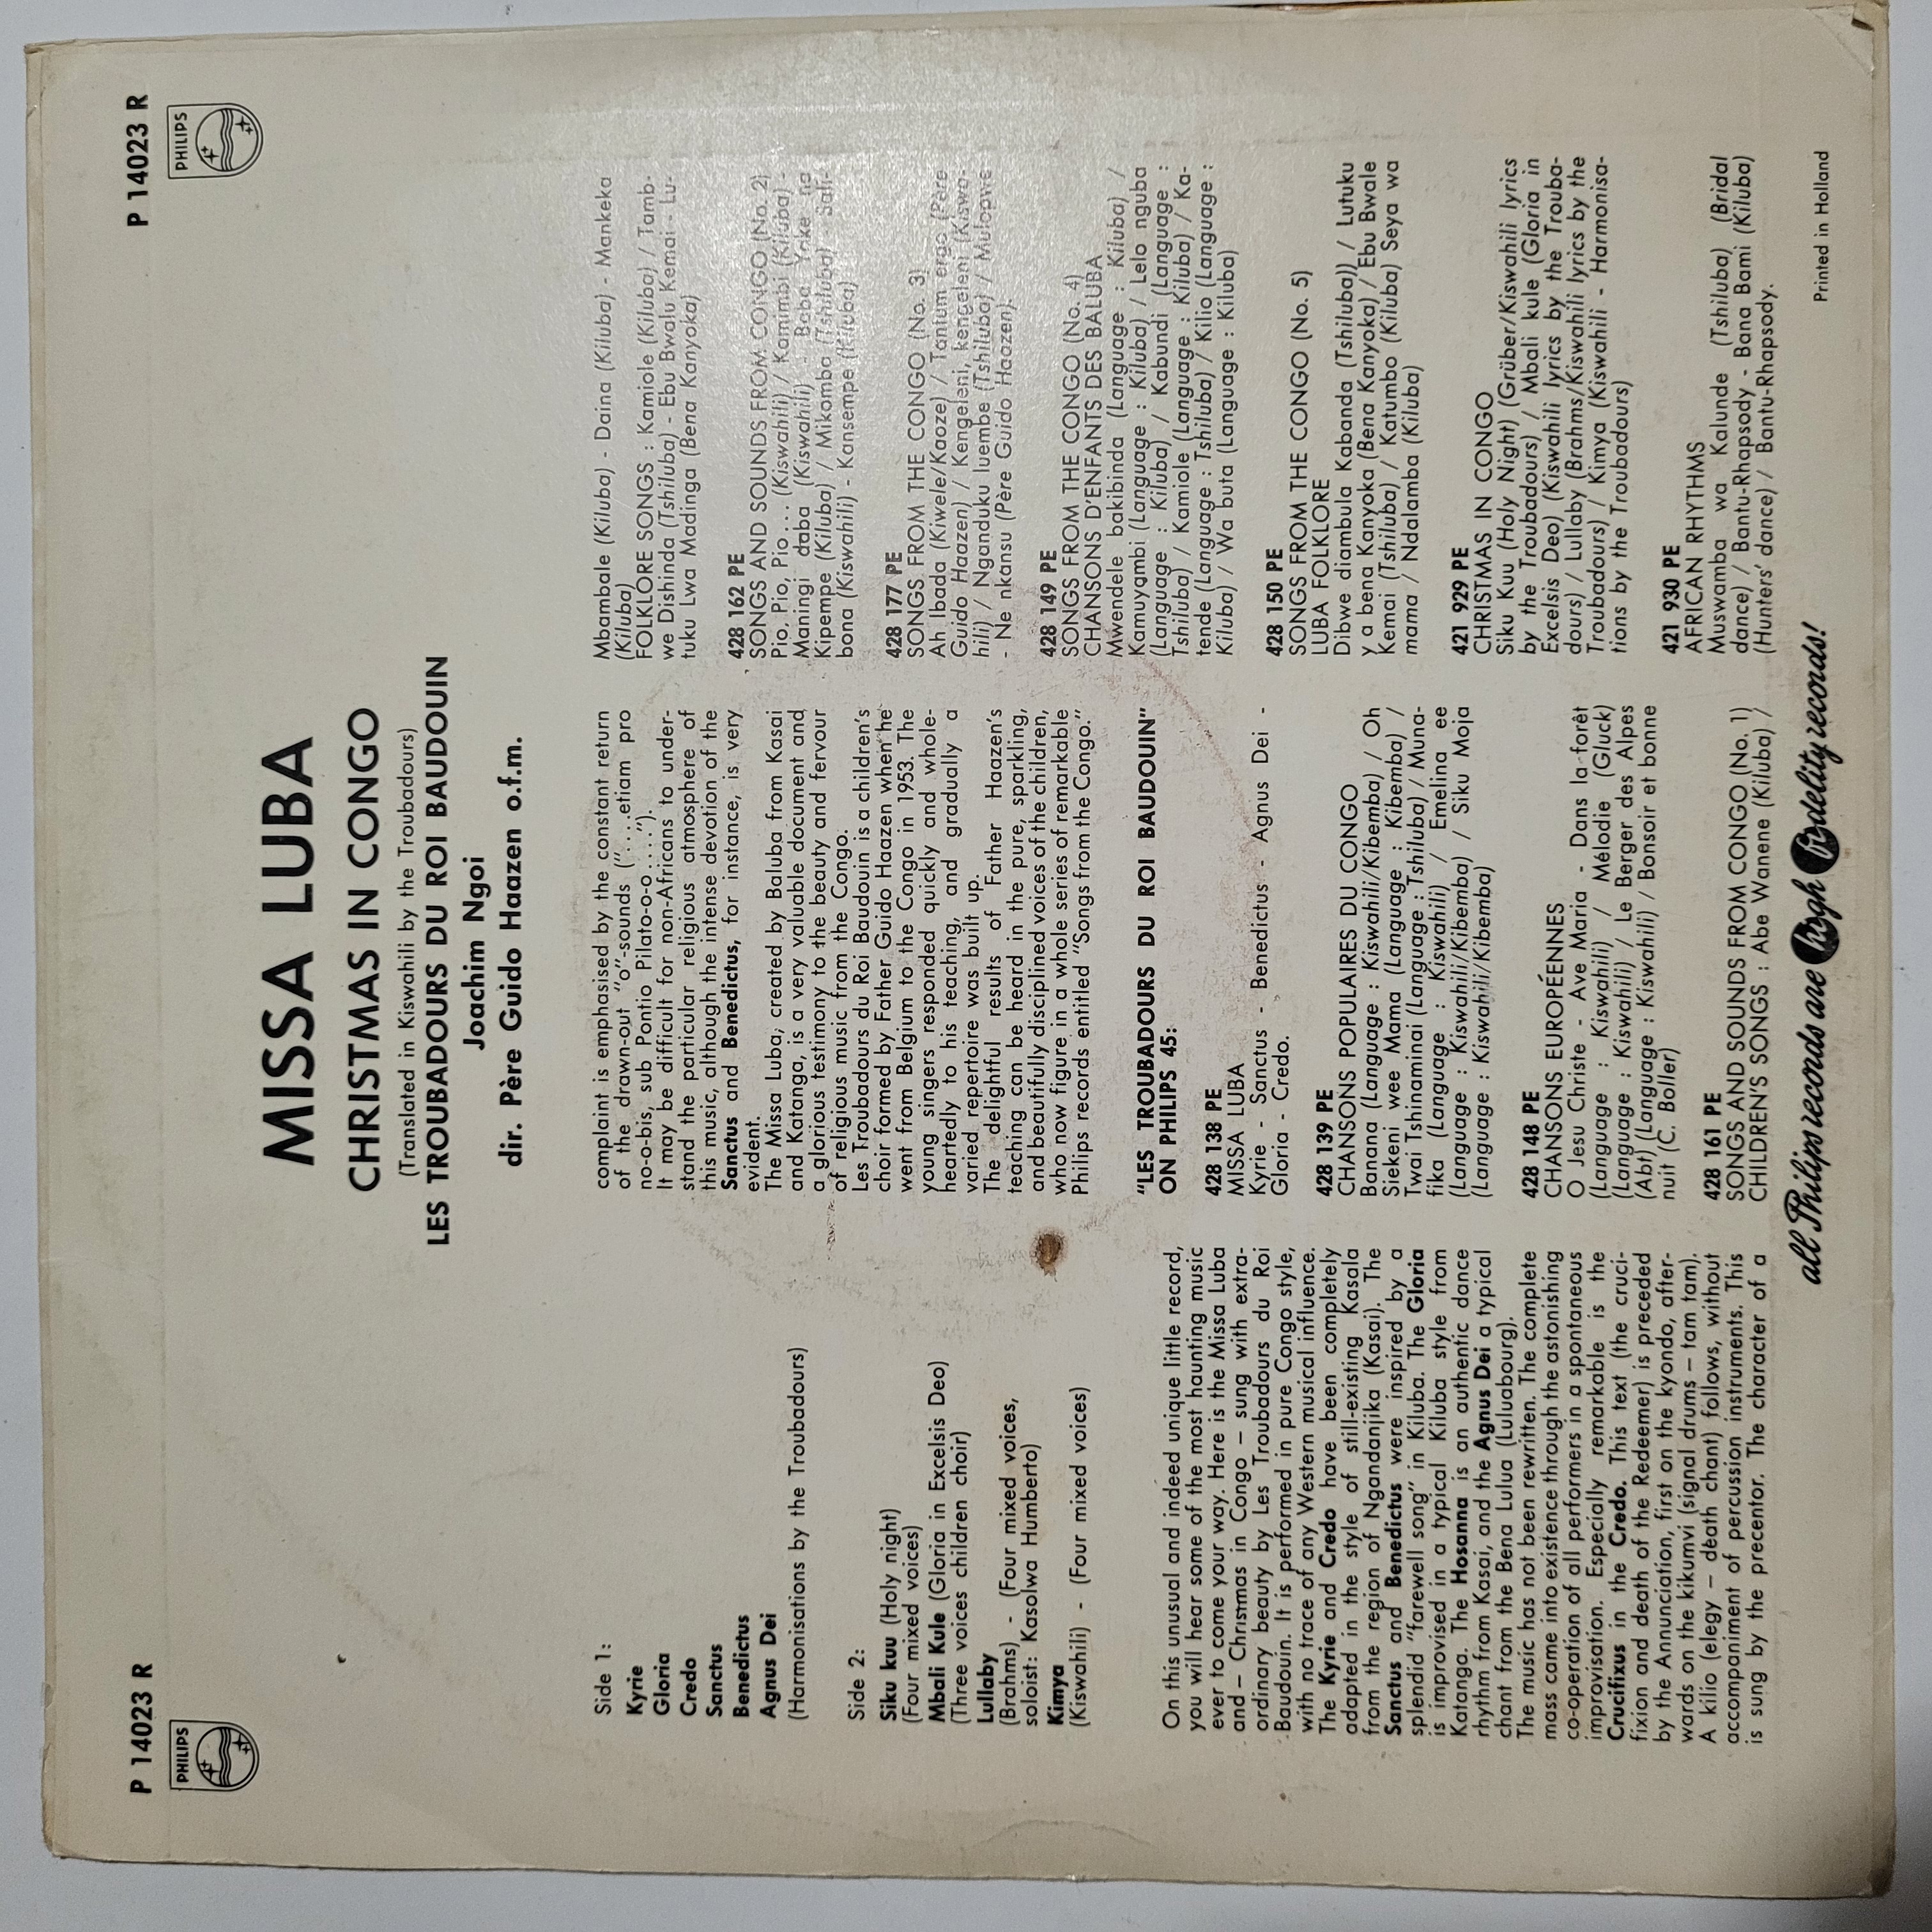 P 14023 R
PHILIPS
P 14023 R
PHILIPS
MISSA LUBA
CHRISTMAS IN CONGO
(Translated in Kiswahili by the Troubadours)
LES TROUBADOURS DU ROI BAUDOUIN
Joachim Ngoi
dir. Père Guido Haazen o.f.m.
Side 1:
Kyrie
Gloria
Credo
Sanctus
Benedictus
Agnus Dei
(Harmonisations by the Troubadours)
Side 2:
Siku kuu (Holy night)
(Four mixed voices)
Mbali Kule (Gloria in Excelsis Deo)
(Three voices children choir)
Lullaby
(Brahms) - (Four mixed voices,
soloist: Kasolwa Humberto)
Kimya
(Kiswahili) - (Four mixed voices)
On this unusual and indeed unique little record,
you will hear some of the most haunting music
ever to come your way. Here is the Missa Luba
and – Christmas in Congo – sung with extra-
ordinary beauty by Les Troubadours du Roi
Baudouin. It is performed in pure Congo style,
with no trace of any Western musical influence.
The Kyrie and Credo have been completely
adapted in the style of still-existing Kasala
from the region of Ngandanjika (Kasai). The
Sanctus and Benedictus were inspired by a
splendid "farewell song" in Kiluba. The Gloria
is improvised in a typical Kiluba style from
Katanga. The Hosanna is an authentic dance
rhythm from Kasai, and the Agnus Dei a typical
chant from the Bena Lulua (Luluabourg).
The music has not been rewritten. The complete
mass came into existence through the astonishing
co-operation of all performers in a spontaneous
improvisation. Especially remarkable is the
Crucifixus in the Credo. This text (the cruci-
fixion and death of the Redeemer) is preceded
by the Annunciation, first on the kyondo, after-
wards on the kikumvi (signal drums – tam tam).
A kilio (elegy – death chant) follows, without
accompaniment of percussion instruments. This
is sung by the precentor. The character of a
complaint is emphasised by the constant return
of the drawn-out "o"-sounds (".....etiam pro
no-o-bis, sub Pontio Pilato-o-o.....").
It may be difficult for non-Africans to under-
stand the particular religious atmosphere of
this music, although the intense devotion of the
Sanctus and Benedictus, for instance, is very
evident.
The Missa Luba, created by Baluba from Kasai
and Katanga, is a very valuable document and
a glorious testimony to the beauty and fervour
of religious music from the Congo.
Les Troubadours du Roi Baudouin is a children's
choir formed by Father Guido Haazen when he
went from Belgium to the Congo in 1953. The
young singers responded quickly and whole-
heartedly to his teaching, and gradually a
varied repertoire was built up.
The delightful results of Father Haazen's
teaching can be heard in the pure, sparkling,
and beautifully disciplined voices of the children,
who now figure in a whole series of remarkable
Philips records entitled "Songs from the Congo."
"LES TROUBADOURS DU ROI BAUDOUIN"
ON PHILIPS 45:
428 138 PE
MISSA LUBA
Kyrie - Sanctus - Benedictus - Agnus Dei -
Gloria - Credo.
428 139 PE
CHANSONS POPULAIRES DU CONGO
Banana (Language : Kiswahili/Kibemba) / Oh
Siekeni wee Mama (Language : Kibemba) /
Twai Tshinaminai (Language : Tshiluba) / Muna-
fika (Language : Kiswahili) / Emelina ee
(Language : Kiswahili/Kibemba) / Siku Moja
(Language : Kiswahili/Kibemba)
428 148 PE
CHANSONS EUROPÉENNES
O Jesu Christe - Ave Maria - Dans la forêt
(Language : Kiswahili) / Mélodie (Gluck)
(Language : Kiswahili) / Le Berger des Alpes
(Abt) (Language : Kiswahili) / Bonsoir et bonne
nuit (C. Boller)
428 161 PE
SONGS AND SOUNDS FROM CONGO (No. 1)
CHILDREN'S SONGS : Abe Wanene (Kiluba) /
Mbambale (Kiluba) - Daina (Kiluba) - Mankeka
(Kiluba)
FOLKLORE SONGS : Kamiole (Kiluba) / Tamb-
we Dishinda (Tshiluba) - Ebu Bwalu Kemai - Lu-
tuku Lwa Madinga (Bena Kanyoka)
428 162 PE
SONGS AND SOUNDS FROM CONGO (No. 2)
Pio, Pio, Pio... (Kiswahili) / Kamimbi (Kiluba) -
Maningi daba (Kiswahili) - Baba Yake na
Kipempe (Kiluba) / Mikomba (Tshiluba) - Sali-
bona (Kiswahili) - Kansempe (Kiluba)
428 177 PE
SONGS FROM THE CONGO (No. 3)
Ah Ibada (Kiwele/Kaoze) / Tantum ergo (Père
Guido Haazen) / Kengeleni, kengeleni (Kiswa-
hili) / Nganduku luembe (Tshiluba) / Mulopwe
- Ne nkansu (Père Guido Haazen).
428 149 PE
SONGS FROM THE CONGO (No. 4)
CHANSONS D'ENFANTS DES BALUBA
Mwendele bakibinda (Language : Kiluba) /
Kamuyambi (Language : Kiluba) / Lelo nguba
(Language : Kiluba) / Kabundi (Language :
Tshiluba) / Kamiole (Language : Kiluba) / Ka-
tende (Language : Tshiluba) / Kilio (Language :
Kiluba) / Wa buta (Language : Kiluba)
428 150 PE
SONGS FROM THE CONGO (No. 5)
LUBA FOLKLORE
Dibwe diambula Kabanda (Tshiluba)) / Lutuku
y a bena Kanyoka (Bena Kanyoka) / Ebu Bwale
Kemai (Tshiluba) / Katumbo (Kiluba) Seya wa
mama / Ndalamba (Kiluba)
421 929 PE
CHRISTMAS IN CONGO
Siku Kuu (Holy Night) (Grüber/Kiswahili lyrics
by the Troubadours) / Mbali kule (Gloria in
Excelsis Deo) (Kiswahili lyrics by the Trouba-
dours) / Lullaby (Brahms/Kiswahili lyrics by the
Troubadours) / Kimya (Kiswahili - Harmonisa-
tions by the Troubadours)
421 930 PE
AFRICAN RHYTHMS
Muswamba wa Kalunde (Tshiluba) (Bridal
dance) / Bantu-Rhapsody - Bana Bami (Kiluba)
(Hunters' dance) / Bantu-Rhapsody.
all Philips records are high fidelity records!
Printed in Holland